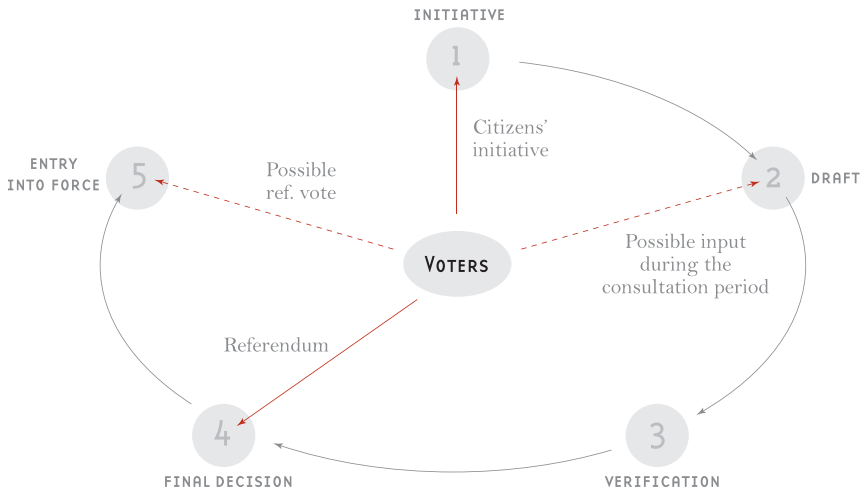 INITIATIVE
1
Citizens'
initiative
ENTRY
INTO FORCE
5
Possible
ref. vote
2
DRAFT
VOTERS
Possible input
during the
consultation period
Referendum
4
FINAL DECISION
3
VERIFICATION